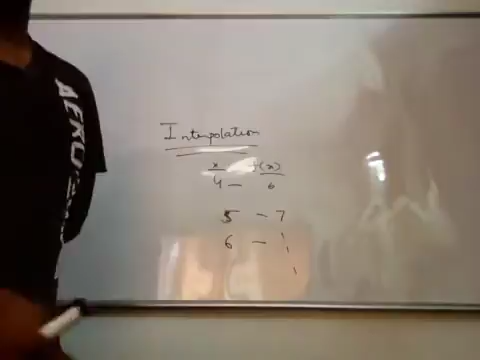 Interpolation
x f(x)
4 — 6
5 — 7
6 —